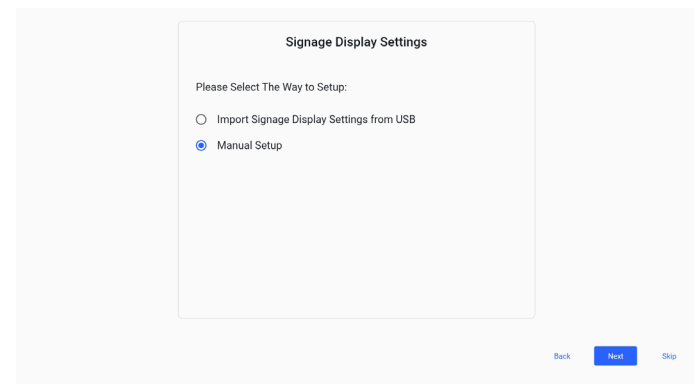 Signage Display Settings
Please Select The Way to Setup:
Import Signage Display Settings from USB
Manual Setup
Back Next Skip